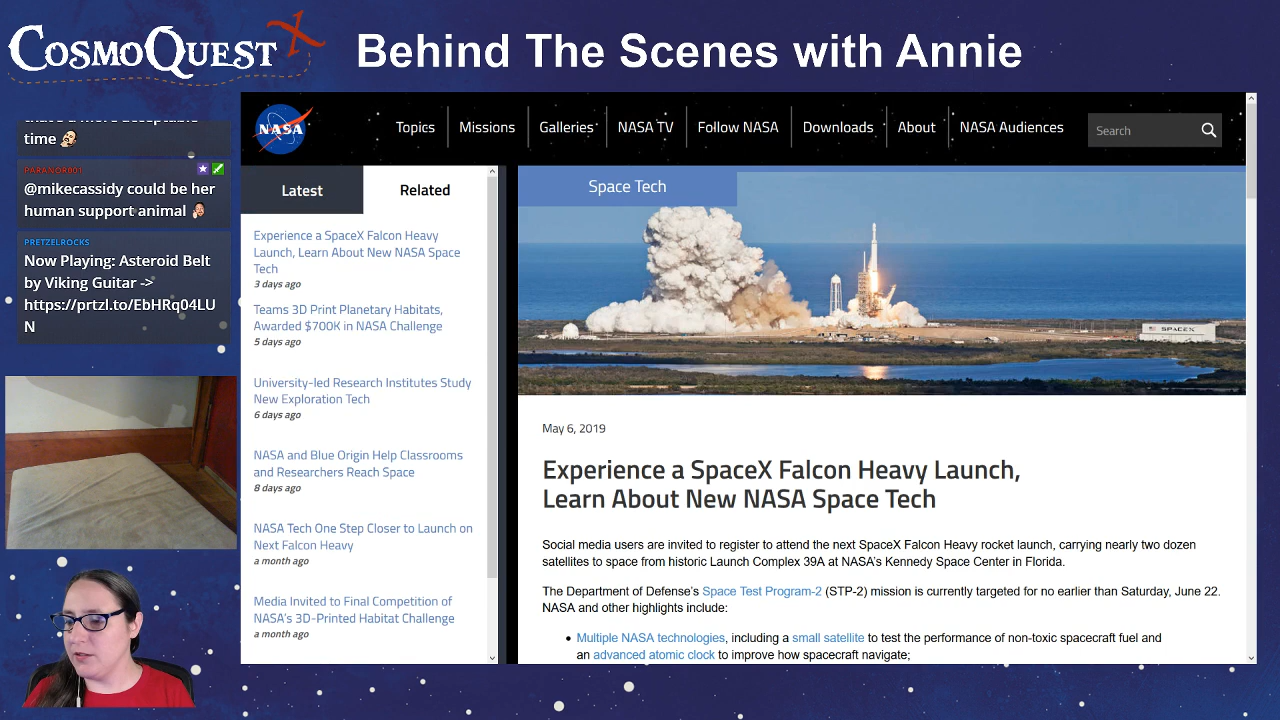 CosmoQuest X
Behind The Scenes with Annie
time
PARANOR001
@mikecassidy could be her
human support animal
PRETZELROCKS
Now Playing: Asteroid Belt
by Viking Guitar ->
https://prtzl.to/EbHRq04LU
N
NASA
Topics
Missions
Galleries
NASA TV
Follow NASA
Downloads
About
NASA Audiences
Search
Latest
Related
Experience a SpaceX Falcon Heavy
Launch, Learn About New NASA Space
Tech
3 days ago
Teams 3D Print Planetary Habitats,
Awarded $700K in NASA Challenge
5 days ago
University-led Research Institutes Study
New Exploration Tech
6 days ago
NASA and Blue Origin Help Classrooms
and Researchers Reach Space
8 days ago
NASA Tech One Step Closer to Launch on
Next Falcon Heavy
a month ago
Media Invited to Final Competition of
NASA's 3D-Printed Habitat Challenge
a month ago
Space Tech
SPACEX
May 6, 2019
Experience a SpaceX Falcon Heavy Launch,
Learn About New NASA Space Tech
Social media users are invited to register to attend the next SpaceX Falcon Heavy rocket launch, carrying nearly two dozen
satellites to space from historic Launch Complex 39A at NASA's Kennedy Space Center in Florida.
The Department of Defense's Space Test Program-2 (STP-2) mission is currently targeted for no earlier than Saturday, June 22.
NASA and other highlights include:
• Multiple NASA technologies, including a small satellite to test the performance of non-toxic spacecraft fuel and
an advanced atomic clock to improve how spacecraft navigate;